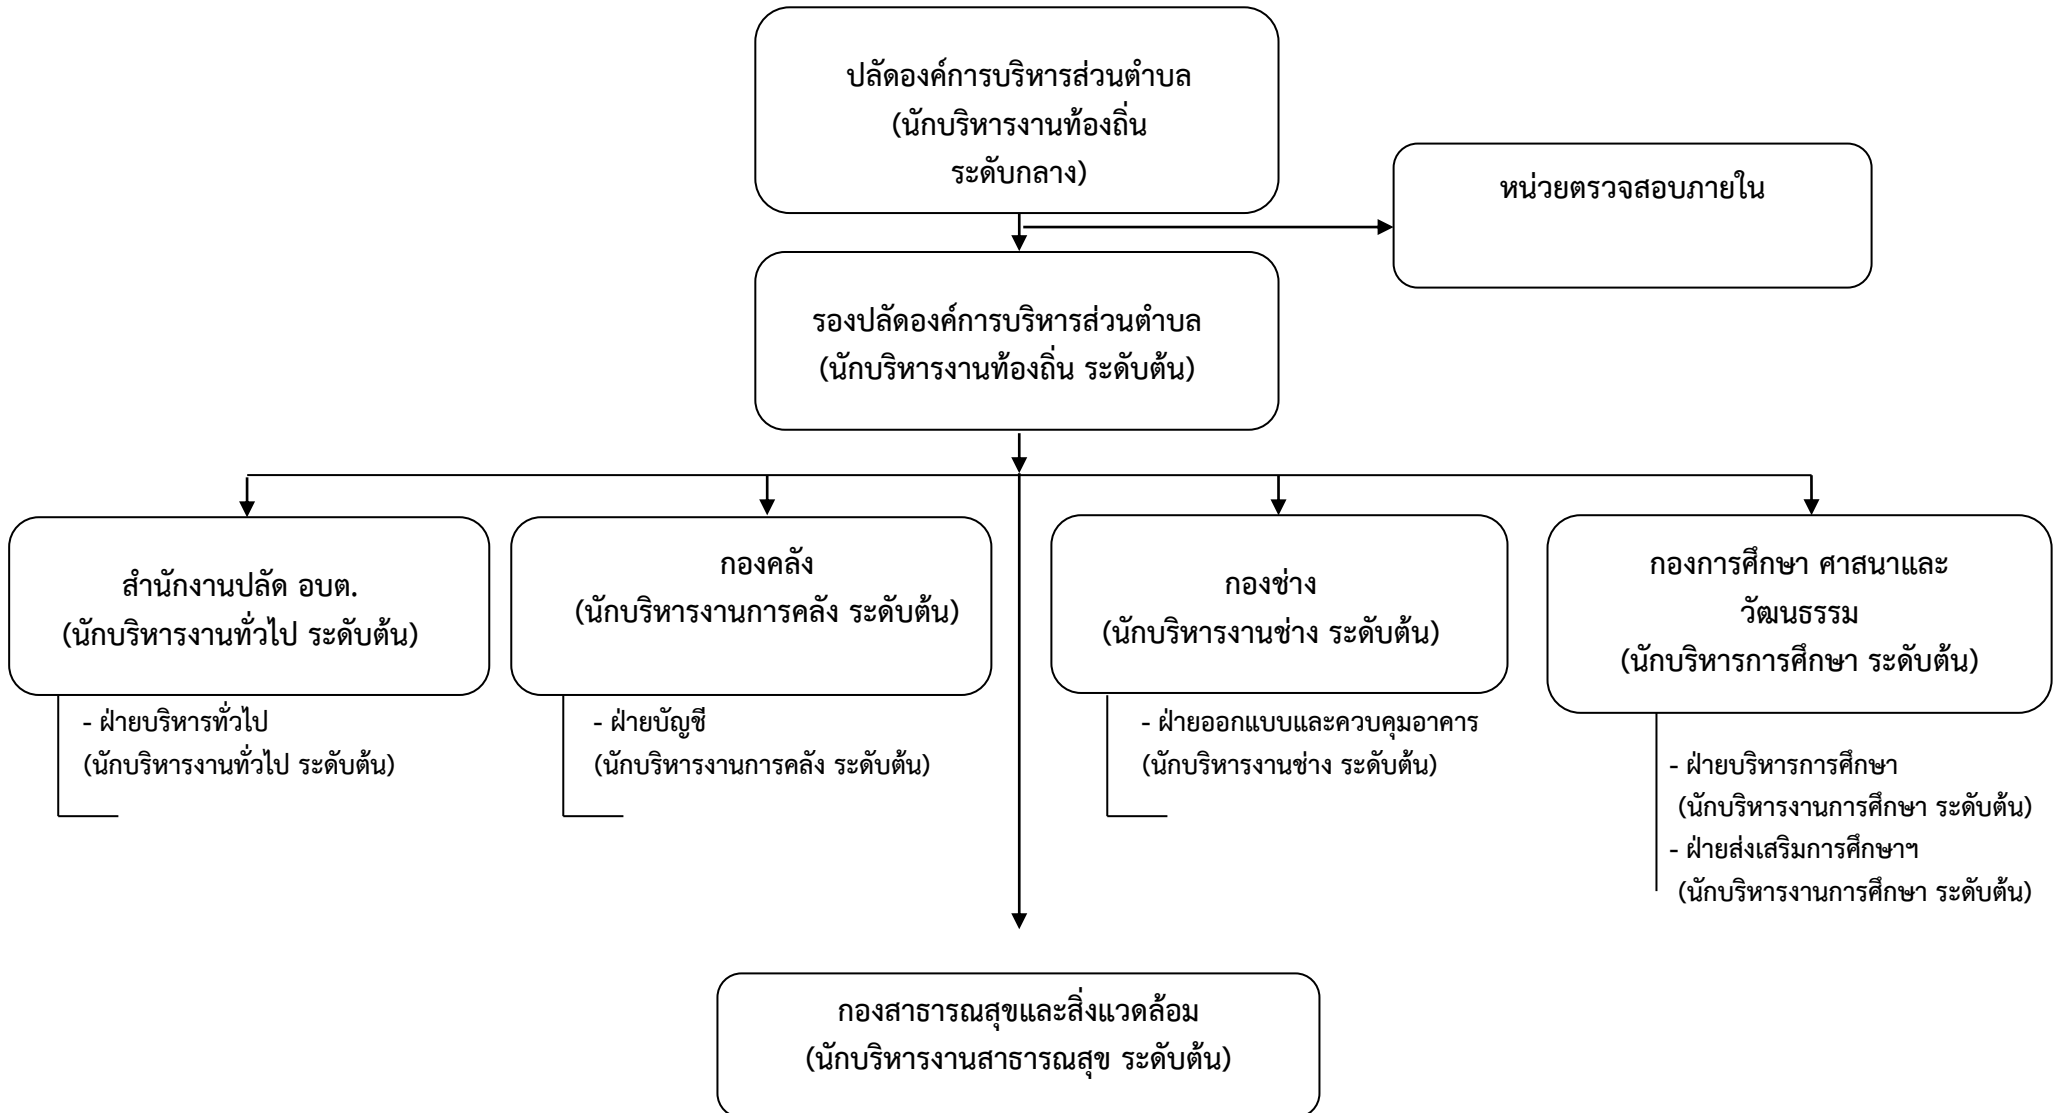 ปลัดองค์การบริหารส่วนตำบล
(นักบริหารงานท้องถิ่น
ระดับกลาง)
หน่วยตรวจสอบภายใน
รองปลัดองค์การบริหารส่วนตำบล
(นักบริหารงานท้องถิ่น ระดับต้น)
สำนักงานปลัด อบต.
(นักบริหารงานทั่วไป ระดับต้น)
- ฝ่ายบริหารทั่วไป
(นักบริหารงานทั่วไป ระดับต้น)
กองคลัง
(นักบริหารงานการคลัง ระดับต้น)
- ฝ่ายบัญชี
(นักบริหารงานการคลัง ระดับต้น)
กองช่าง
(นักบริหารงานช่าง ระดับต้น)
- ฝ่ายออกแบบและควบคุมอาคาร
(นักบริหารงานช่าง ระดับต้น)
กองการศึกษา ศาสนาและ
วัฒนธรรม
(นักบริหารการศึกษา ระดับต้น)
- ฝ่ายบริหารการศึกษา
(นักบริหารงานการศึกษา ระดับต้น)
- ฝ่ายส่งเสริมการศึกษาฯ
(นักบริหารงานการศึกษา ระดับต้น)
กองสาธารณสุขและสิ่งแวดล้อม
(นักบริหารงานสาธารณสุข ระดับต้น)